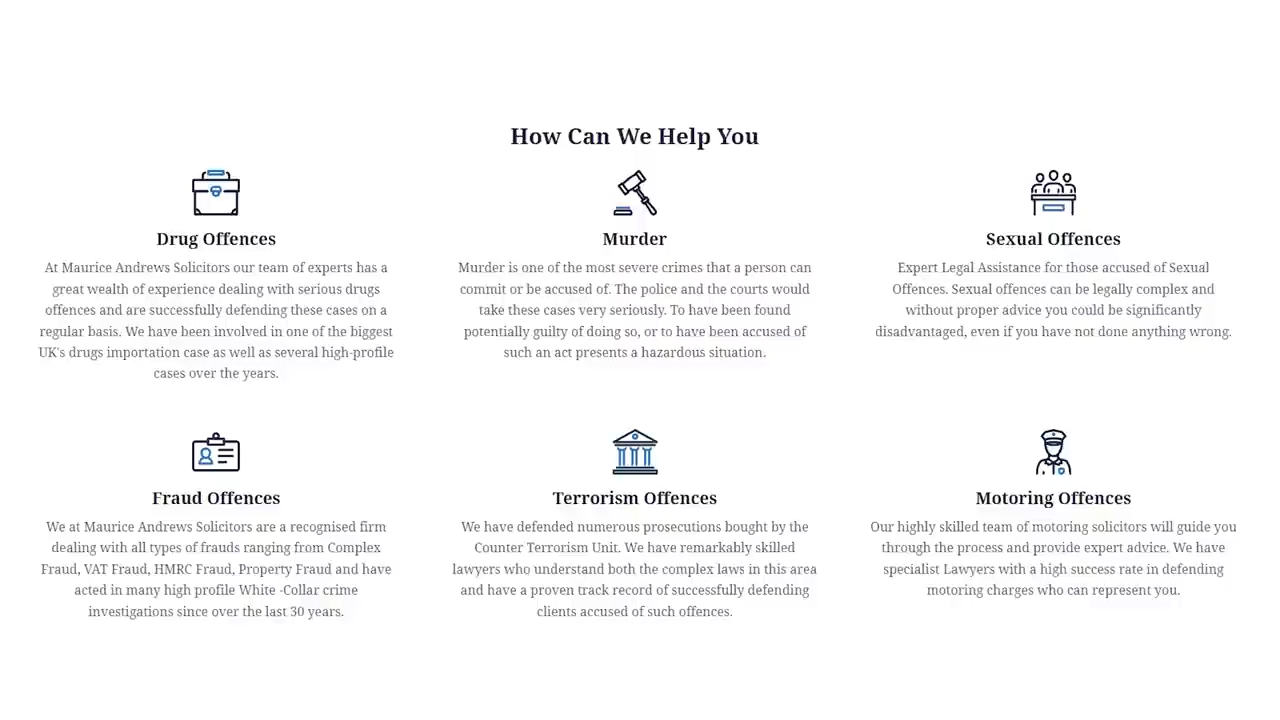 How Can We Help You
Drug Offences
At Maurice Andrews Solicitors our team of experts has a
great wealth of experience dealing with serious drugs
offences and are successfully defending these cases on a
regular basis. We have been involved in one of the biggest
UK's drugs importation case as well as several high-profile
cases over the years.
Murder
Murder is one of the most severe crimes that a person can
commit or be accused of. The police and the courts would
take these cases very seriously. To have been found
potentially guilty of doing so, or to have been accused of
such an act presents a hazardous situation.
Sexual Offences
Expert Legal Assistance for those accused of Sexual
Offences. Sexual offences can be legally complex and
without proper advice you could be significantly
disadvantaged, even if you have not done anything wrong.
Fraud Offences
We at Maurice Andrews Solicitors are a recognised firm
dealing with all types of frauds ranging from Complex
Fraud, VAT Fraud, HMRC Fraud, Property Fraud and have
acted in many high profile White -Collar crime
investigations since over the last 30 years.
Terrorism Offences
We have defended numerous prosecutions bought by the
Counter Terrorism Unit. We have remarkably skilled
lawyers who understand both the complex laws in this area
and have a proven track record of successfully defending
clients accused of such offences.
Motoring Offences
Our highly skilled team of motoring solicitors will guide you
through the process and provide expert advice. We have
specialist Lawyers with a high success rate in defending
motoring charges who can represent you.